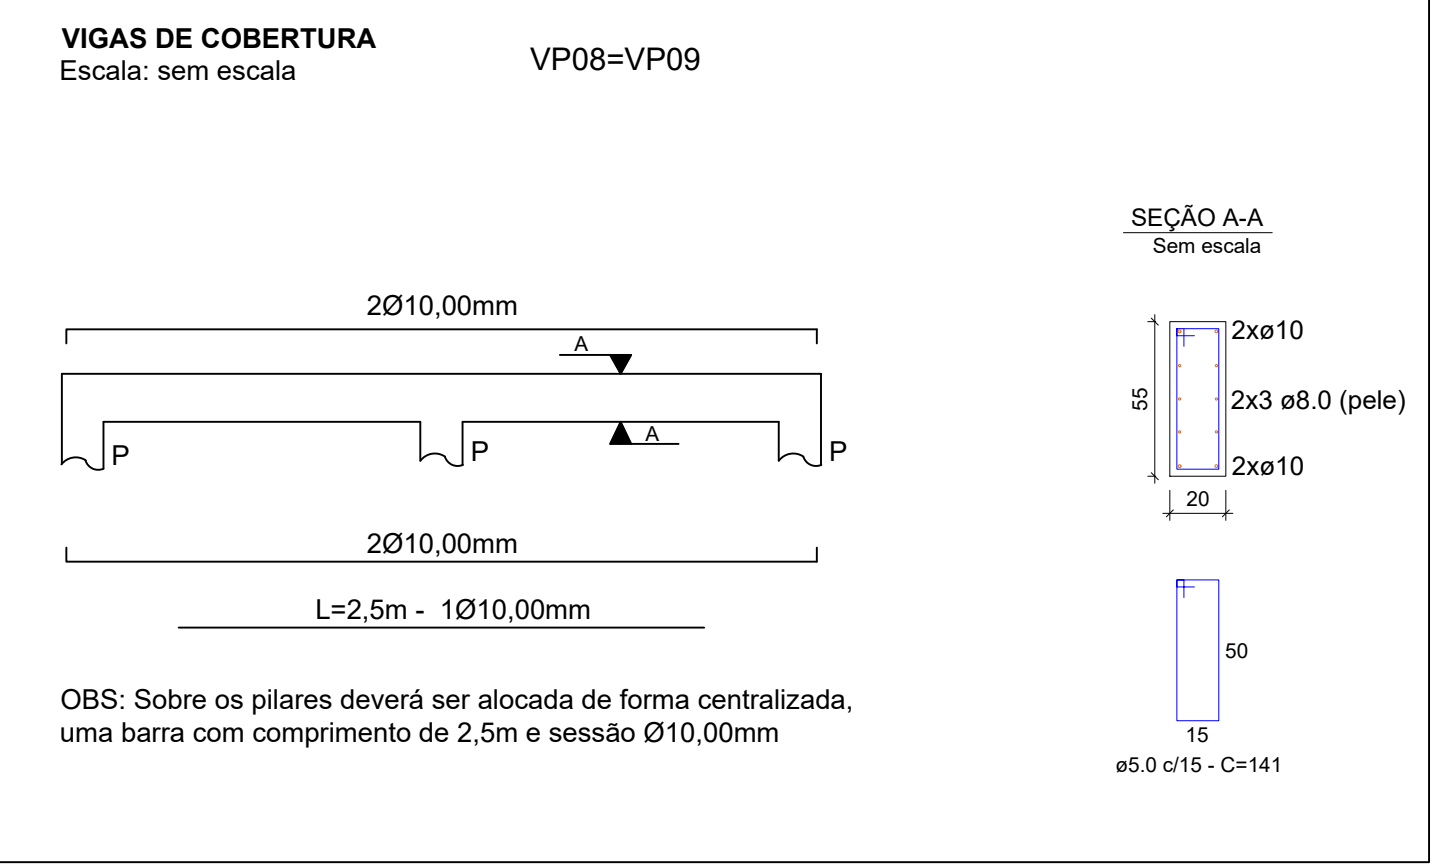 VIGAS DE COBERTURA
Escala: sem escala
VP08=VP09
SEÇÃO A-A
Sem escala
2Ø10,00mm
A
A
P
P
P
2xø10
55
2x3 ø8.0 (pele)
2xø10
20
2Ø10,00mm
L=2,5m - 1Ø10,00mm
50
15
ø5.0 c/15 - C=141
OBS: Sobre os pilares deverá ser alocada de forma centralizada,
uma barra com comprimento de 2,5m e sessão Ø10,00mm